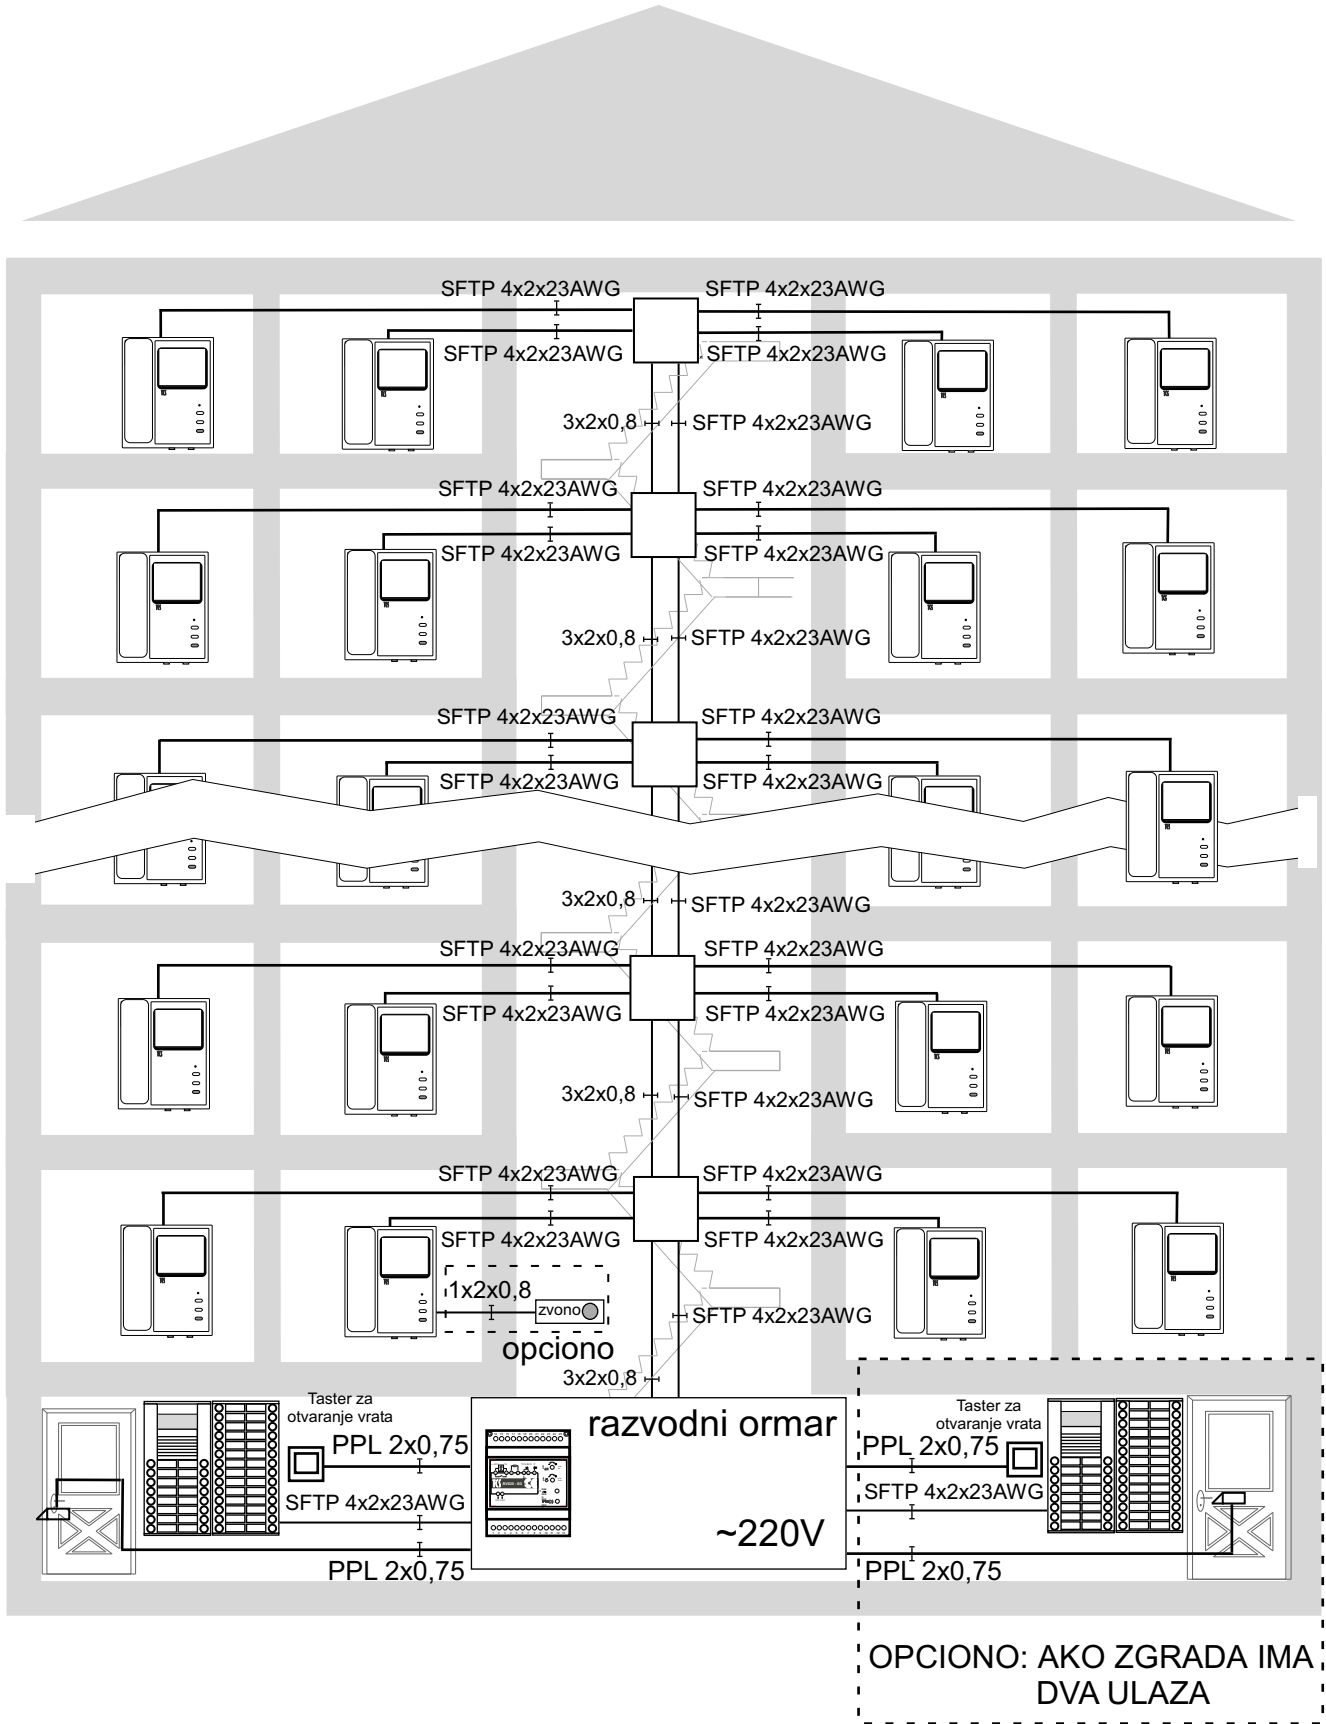 SFTP 4x2x23AWG SFTP 4x2x23AWG
SFTP 4x2x23AWG SFTP 4x2x23AWG
3x2x0,8 SFTP 4x2x23AWG
SFTP 4x2x23AWG SFTP 4x2x23AWG
SFTP 4x2x23AWG SFTP 4x2x23AWG
3x2x0,8 SFTP 4x2x23AWG
SFTP 4x2x23AWG SFTP 4x2x23AWG
SFTP 4x2x23AWG SFTP 4x2x23AWG
3x2x0,8 SFTP 4x2x23AWG
SFTP 4x2x23AWG SFTP 4x2x23AWG
SFTP 4x2x23AWG SFTP 4x2x23AWG
3x2x0,8 SFTP 4x2x23AWG
SFTP 4x2x23AWG SFTP 4x2x23AWG
SFTP 4x2x23AWG SFTP 4x2x23AWG
1x2x0,8
zvono
SFTP 4x2x23AWG
opciono
3x2x0,8
Taster za
otvaranje vrata
PPL 2x0,75
SFTP 4x2x23AWG
PPL 2x0,75
razvodni ormar
~220V
Taster za
otvaranje vrata
PPL 2x0,75
SFTP 4x2x23AWG
PPL 2x0,75
OPCIONO: AKO ZGRADA IMA
DVA ULAZA